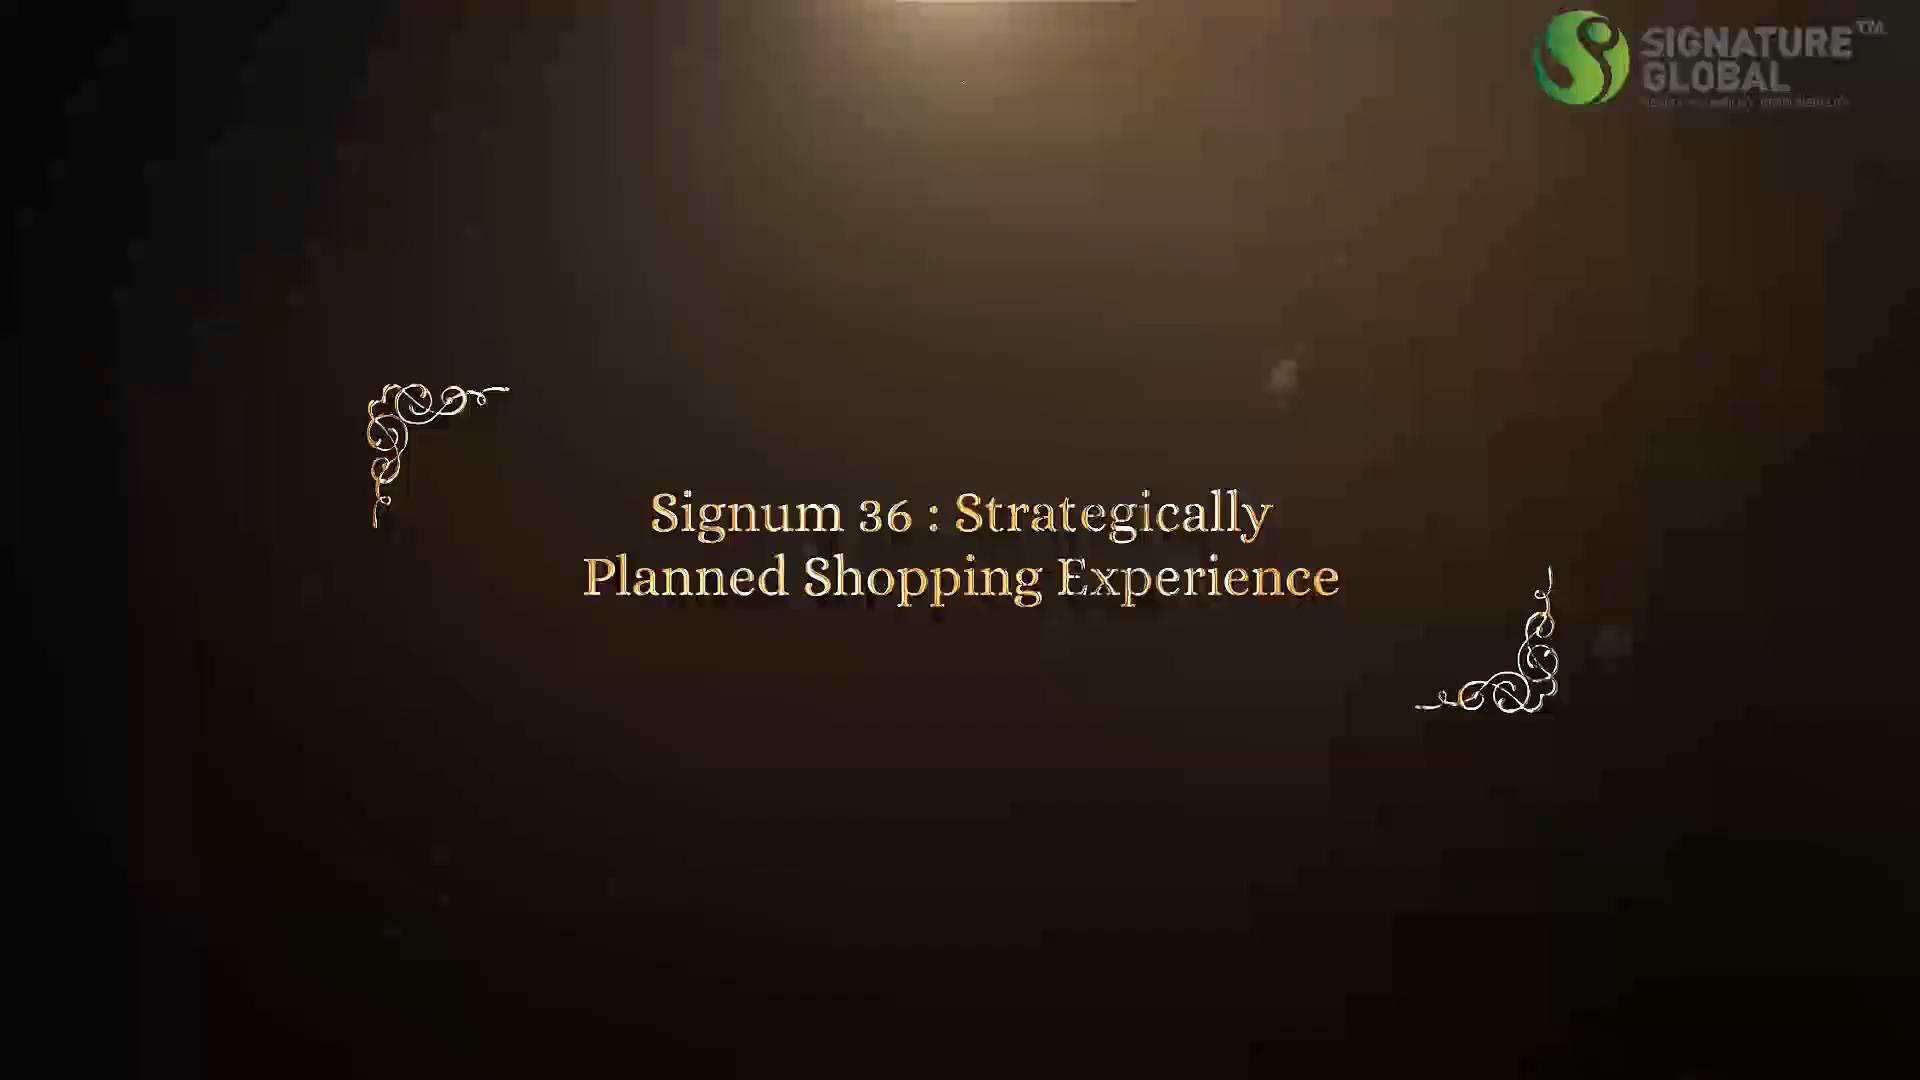 SIGNATURE™
GLOBAL
Signum 36 : Strategically
Planned Shopping Experience